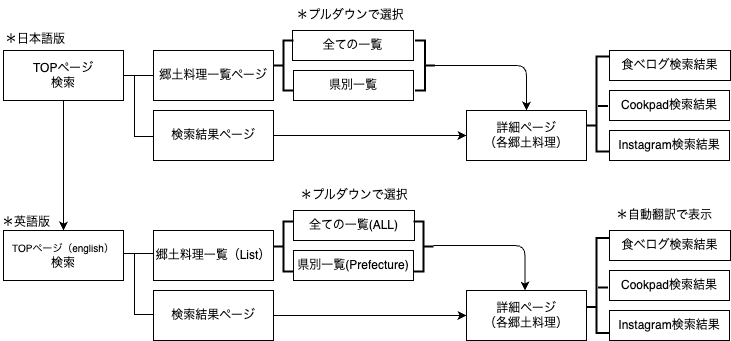 ＊プルダウンで選択
＊日本語版
TOPページ
検索
郷土料理一覧ページ
全ての一覧
県別一覧
検索結果ページ
詳細ページ
（各郷土料理）
食べログ検索結果
Cookpad検索結果
Instagram検索結果
＊プルダウンで選択
＊英語版
TOPページ（english）
検索
郷土料理一覧（List）
全ての一覧(ALL)
県別一覧(Prefecture)
検索結果ページ
詳細ページ
（各郷土料理）
＊自動翻訳で表示
食べログ検索結果
Cookpad検索結果
Instagram検索結果